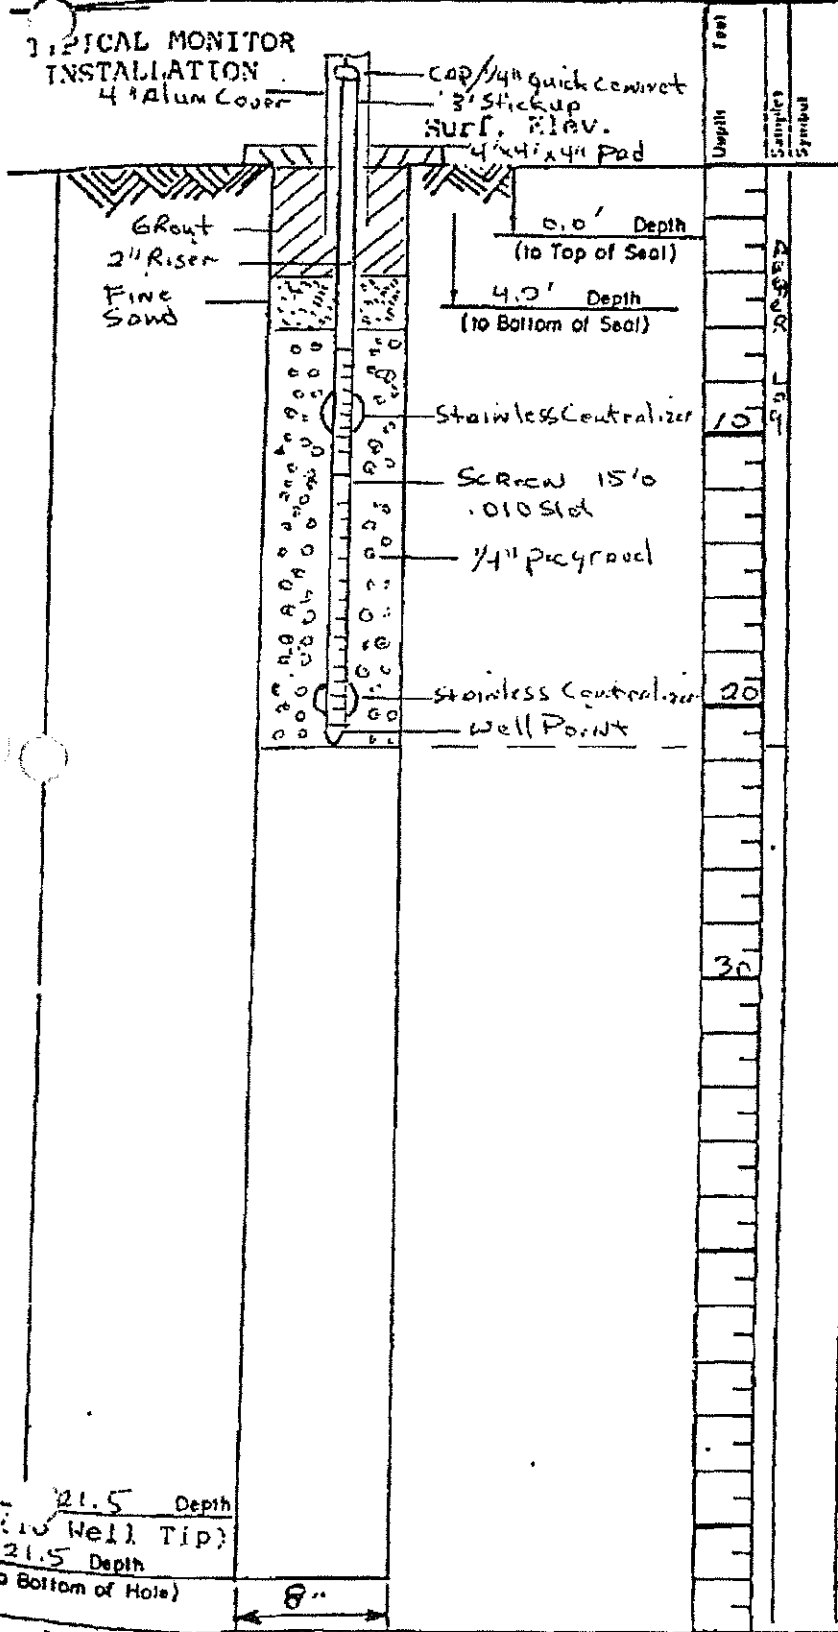 TYPICAL MONITOR
INSTALLATION
4" Alum Cover
Cap/1/4" quick connect
3' Stickup
Surf. Elev.
4'x4'x4" Pad
Depth Feet
Samples
Symbol
GRout
2" Riser
Fine
Sand
0.0' Depth
(to Top of Seal)
4.0' Depth
(to Bottom of Seal)
Stainless Centralizer
10
SCReen 15'0
.010 Slot
1/4" peagravel
Stainless Centralizer
20
Well Point
30
21.5 Depth
Well Tip)
21.5 Depth
Bottom of Hole)
8"